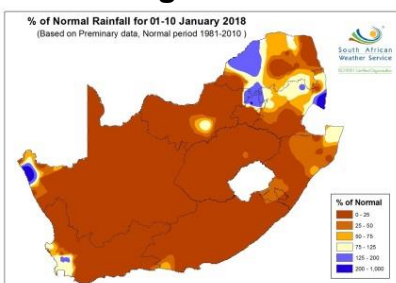 % of Normal Rainfall for 01-10 January 2018
(Based on Preminary data, Normal period 1981-2010 )
South African
Weather Service
% of Normal
0 - 25
25 - 50
50 - 75
75 - 125
125 - 200
200 - 1,000